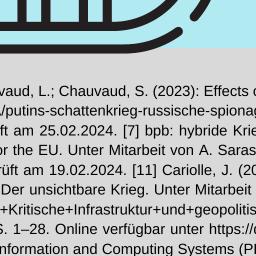 vaud, L.; Chauvaud, S. (2023): Effects
/putins-schattenkrieg-russische-spionag
ft am 25.02.2024. [7] bpb: hybride Krie
or the EU. Unter Mitarbeit von A. Saras
rüft am 19.02.2024. [11] Cariolle, J. (20
Der unsichtbare Krieg. Unter Mitarbeit
+Kritische+Infrastruktur+und+geopolitis
S. 1–28. Online verfügbar unter https://
nformation and Computing Systems (P